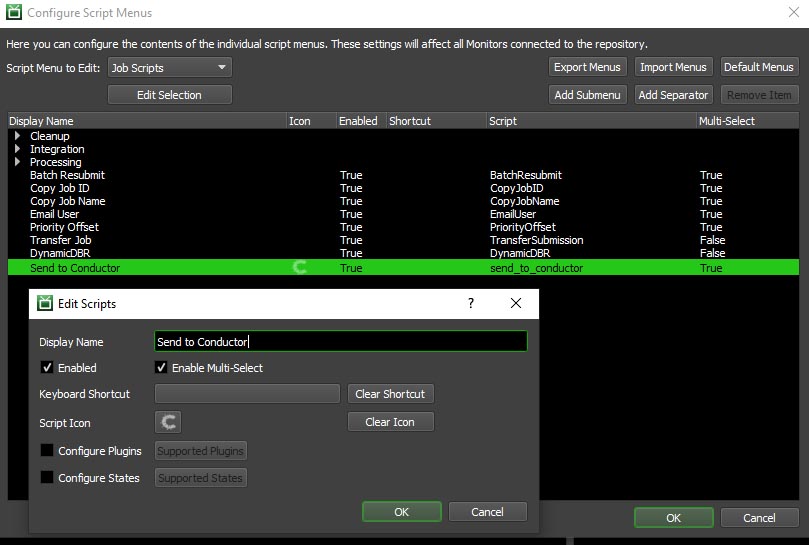 Configure Script Menus
Here you can configure the contents of the individual script menus. These settings will affect all Monitors connected to the repository.
Script Menu to Edit: Job Scripts Export Menus Import Menus Default Menus
Edit Selection Add Submenu Add Separator Remove Item
Display Name Icon Enabled Shortcut Script Multi-Select
Cleanup
Integration
Processing
Batch Resubmit True BatchResubmit True
Copy Job ID True CopyJobID True
Copy Job Name True CopyJobName True
Email User True EmailUser True
Priority Offset True PriorityOffset True
Transfer Job True TransferSubmission False
DynamicDBR True DynamicDBR False
Send to Conductor True send_to_conductor True
Edit Scripts ?
Display Name Send to Conductor
Enabled Enable Multi-Select
Keyboard Shortcut Clear Shortcut
Script Icon Clear Icon
Configure Plugins Supported Plugins
Configure States Supported States
OK Cancel
OK Cancel